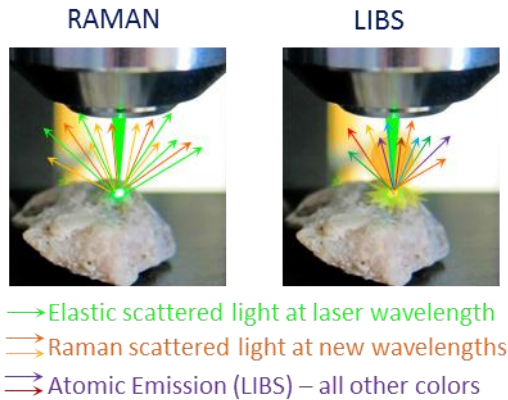 RAMAN
LIBS
Elastic scattered light at laser wavelength
Raman scattered light at new wavelengths
Atomic Emission (LIBS) – all other colors